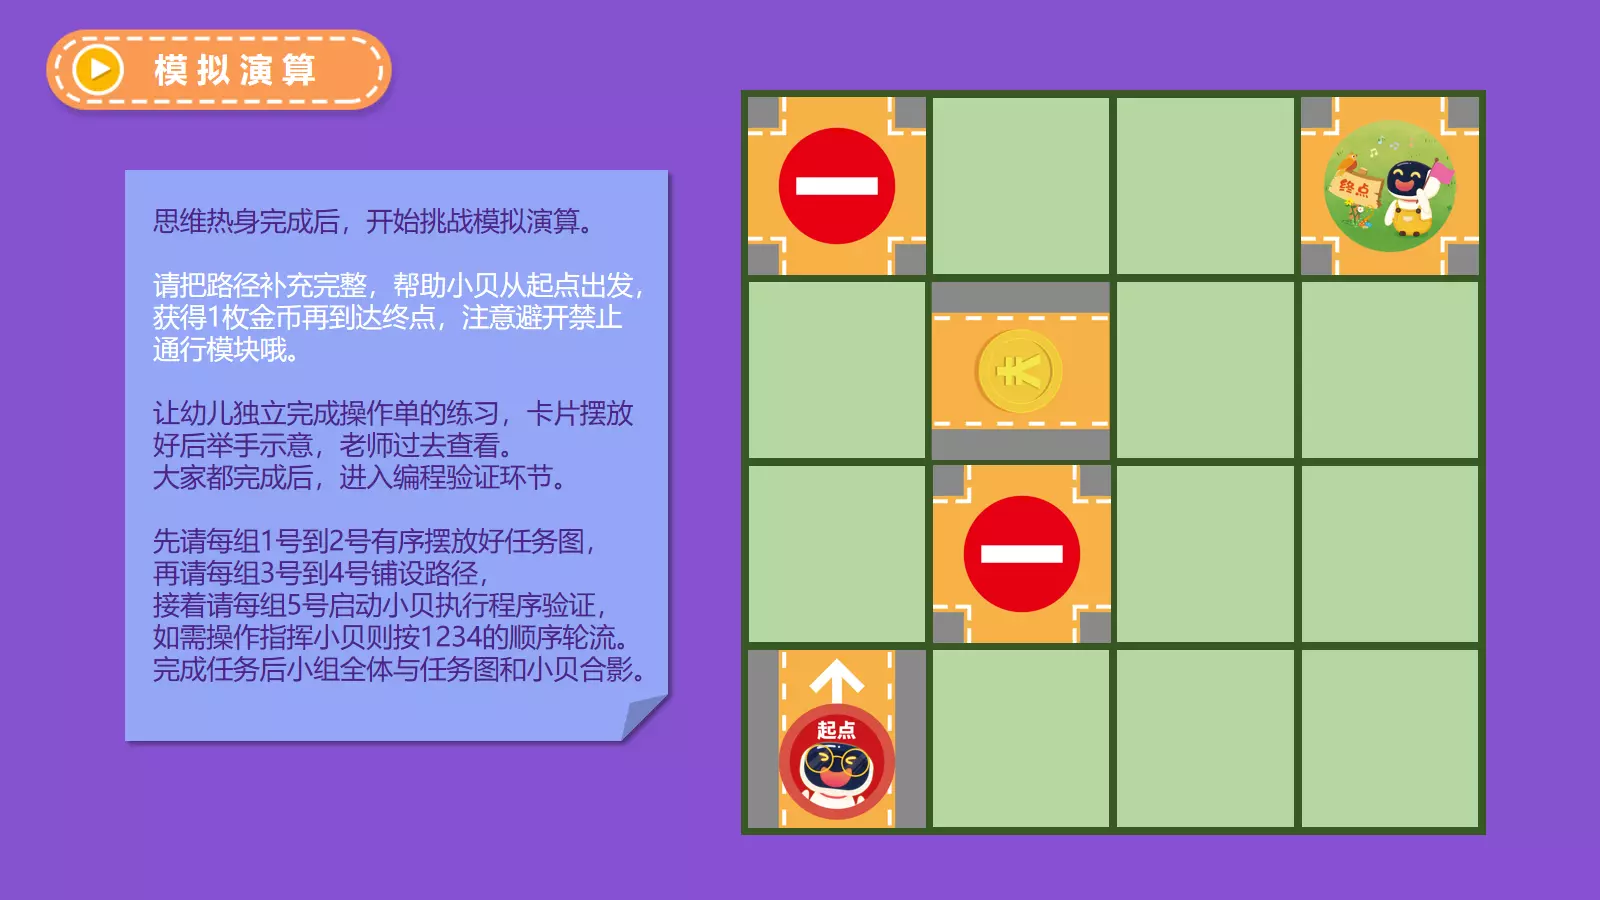 模拟演算
思维热身完成后，开始挑战模拟演算。
请把路径补充完整，帮助小贝从起点出发，
获得1枚金币再到达终点，注意避开禁止
通行模块哦。
让幼儿独立完成操作单的练习，卡片摆放
好后举手示意，老师过去查看。
大家都完成后，进入编程验证环节。
先请每组1号到2号有序摆放好任务图，
再请每组3号到4号铺设路径，
接着请每组5号启动小贝执行程序验证，
如需操作指挥小贝则按1234的顺序轮流。
完成任务后小组全体与任务图和小贝合影。
终点
起点